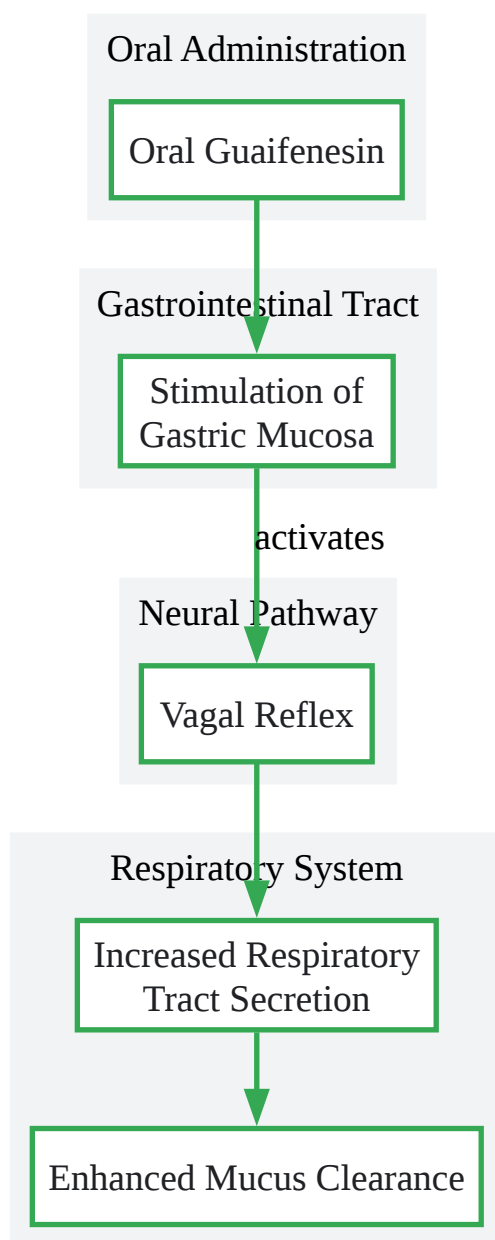 Oral Administration
Oral Guaifenesin
Gastrointestinal Tract
Stimulation of
Gastric Mucosa
activates
Neural Pathway
Vagal Reflex
Respiratory System
Increased Respiratory
Tract Secretion
Enhanced Mucus Clearance